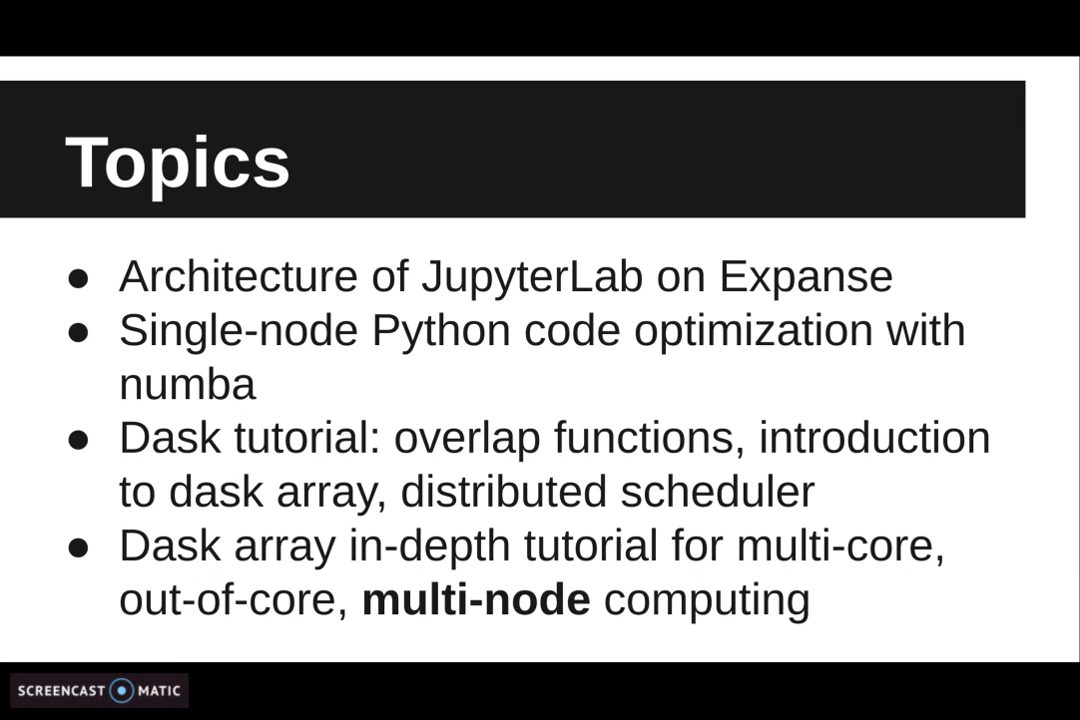 Topics
● Architecture of JupyterLab on Expanse
● Single-node Python code optimization with
numba
● Dask tutorial: overlap functions, introduction
to dask array, distributed scheduler
● Dask array in-depth tutorial for multi-core,
out-of-core, multi-node computing
SCREENCAST MATIC